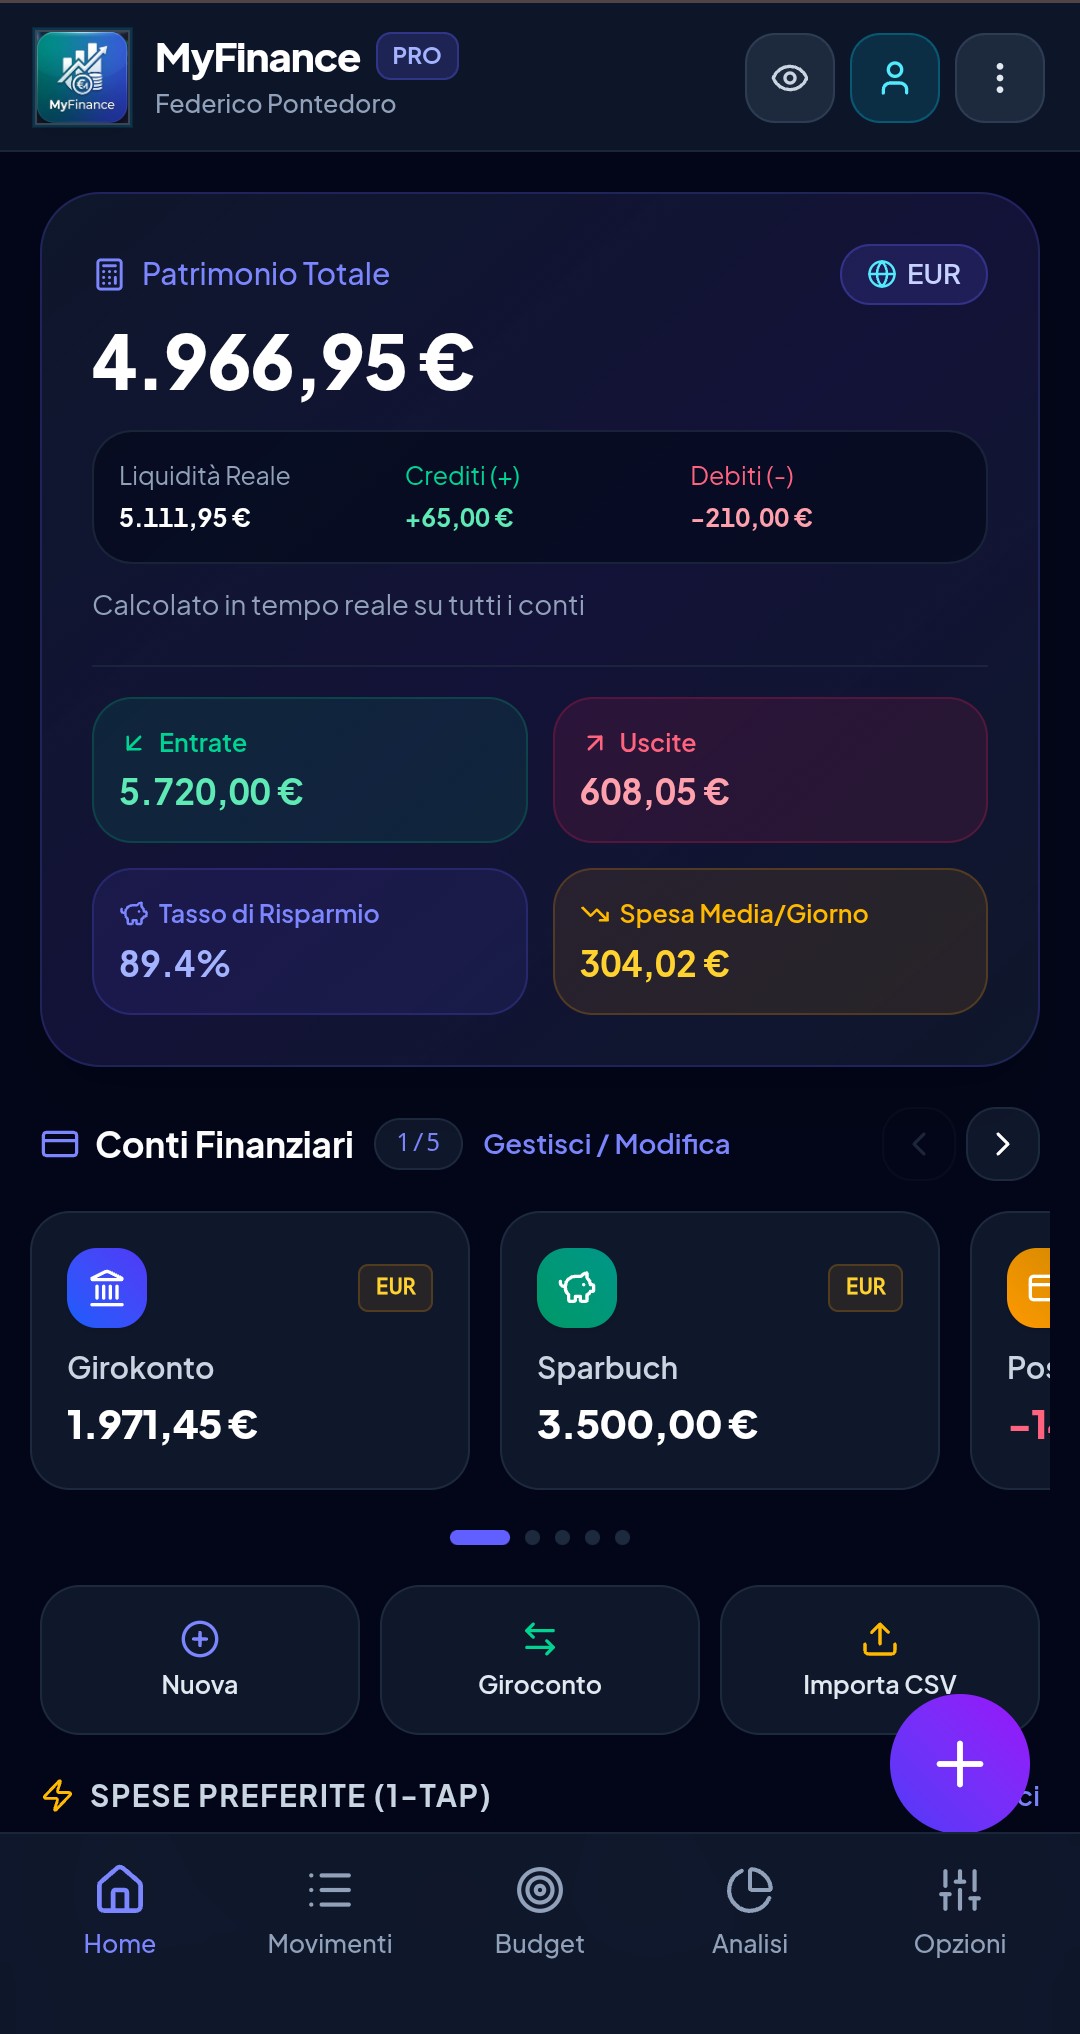 MyFinance PRO
Federico Pontedoro
MyFinance
Patrimonio Totale
EUR
4.966,95 €
Liquidità Reale
Crediti (+)
Debiti (-)
5.111,95 €
+65,00 €
-210,00 €
Calcolato in tempo reale su tutti i conti
Entrate
5.720,00 €
Uscite
608,05 €
Tasso di Risparmio
89.4%
Spesa Media/Giorno
304,02 €
Conti Finanziari
1/5
Gestisci / Modifica
EUR
Girokonto
1.971,45 €
EUR
Sparbuch
3.500,00 €
Nuova
Giroconto
Importa CSV
SPESE PREFERITE (1-TAP)
Home
Movimenti
Budget
Analisi
Opzioni